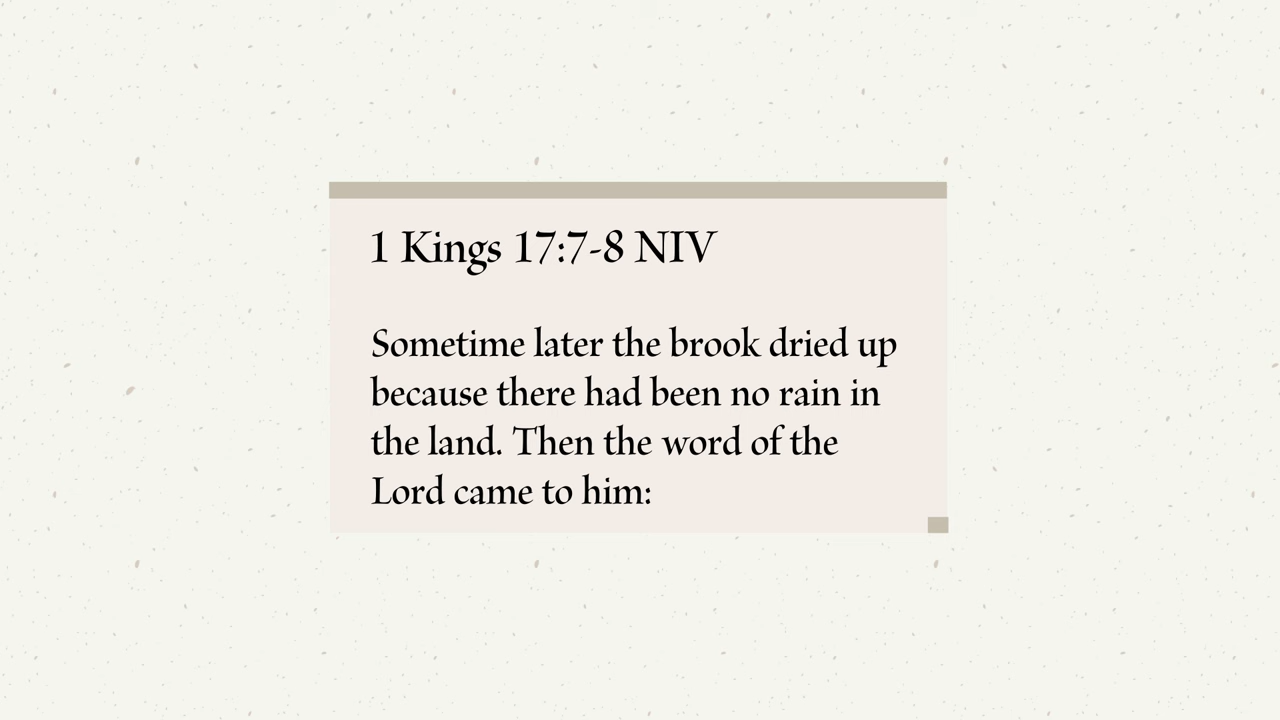 1 Kings 17:7-8 NIV
Sometime later the brook dried up
because there had been no rain in
the land. Then the word of the
Lord came to him: